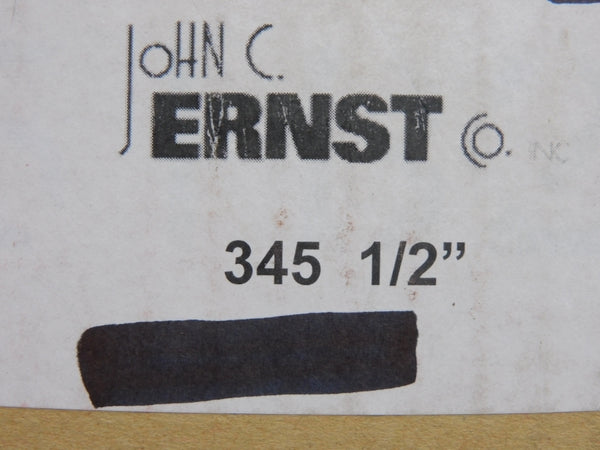 JOHN C.
ERNST CO. INC
345 1/2”